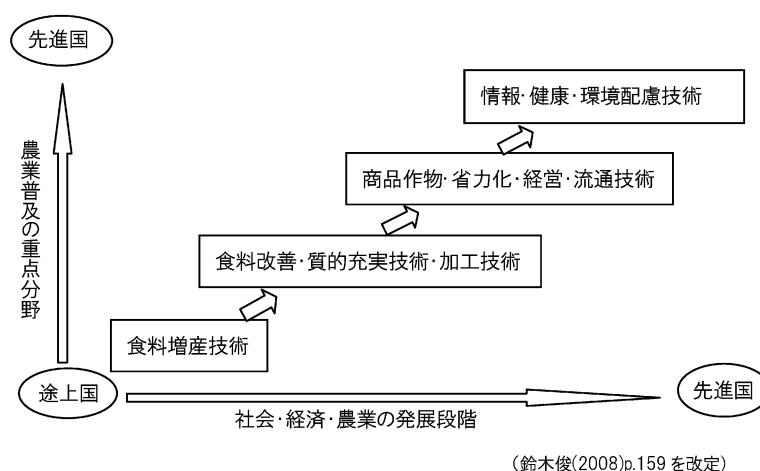 先進国
情報・健康・環境配慮技術
農業普及の重点分野
商品作物・省力化・経営・流通技術
食料改善・質的充実技術・加工技術
食料増産技術
途上国
先進国
社会・経済・農業の発展段階
(鈴木俊(2008)p.159を改定)